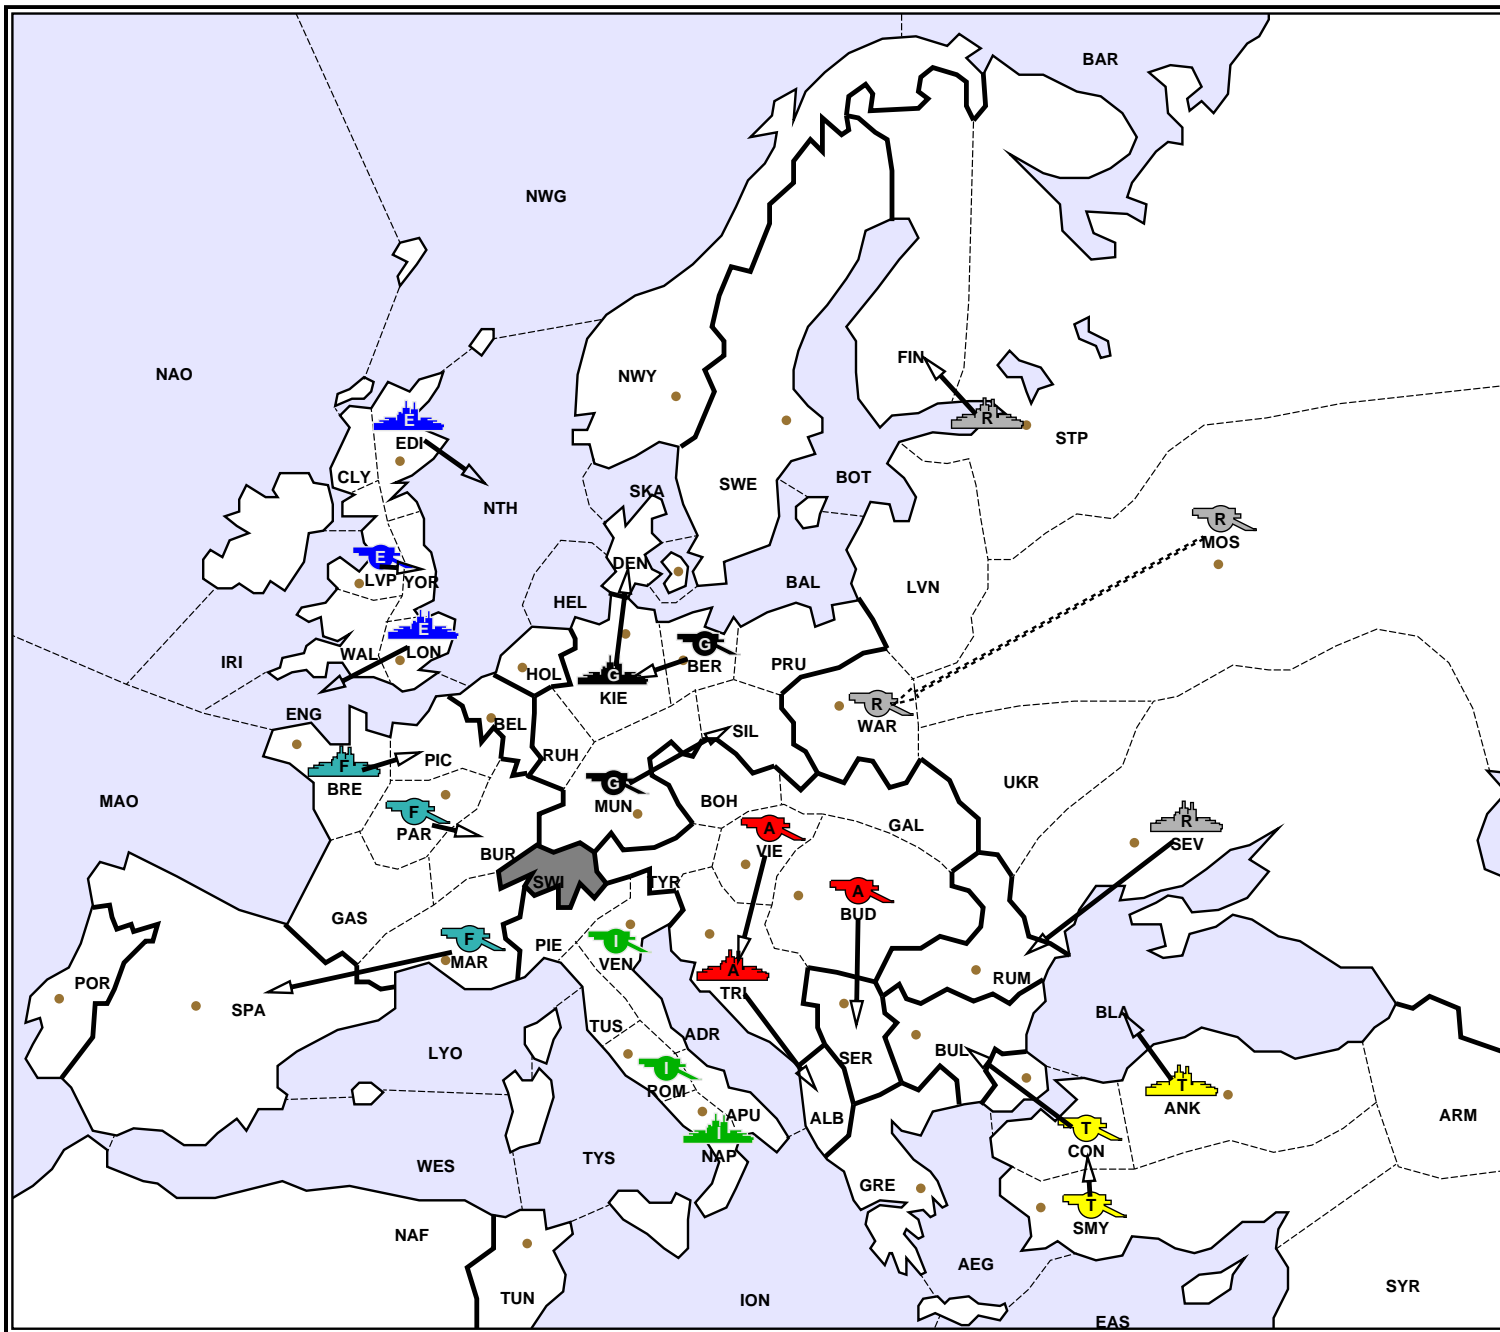 BAR
NWG
NAO
FIN
NWY
R
STP
E
EDI
CLY
SWE
BOT
SKA
NTH
R
MOS
E
LVP
YOR
DEN
BAL
LVN
HEL
E
LON
WAL
IRI
G
BER
PRU
HOL
G
KIE
R
WAR
ENG
BEL
SIL
RUH
PIC
F
BRE
MAO
G
MUN
BOH
UKR
F
PAR
A
VIE
GAL
R
SEV
BUR
SWI
TYR
A
BUD
GAS
F
MAR
PIE
I
VEN
A
TRI
RUM
POR
SPA
BLA
TUS
ADR
LYO
SER
BUL
I
ROM
T
ANK
APU
ALB
ARM
I
NAP
T
CON
WES
TYS
GRE
T
SMY
NAF
AEG
SYR
TUN
ION
EAS